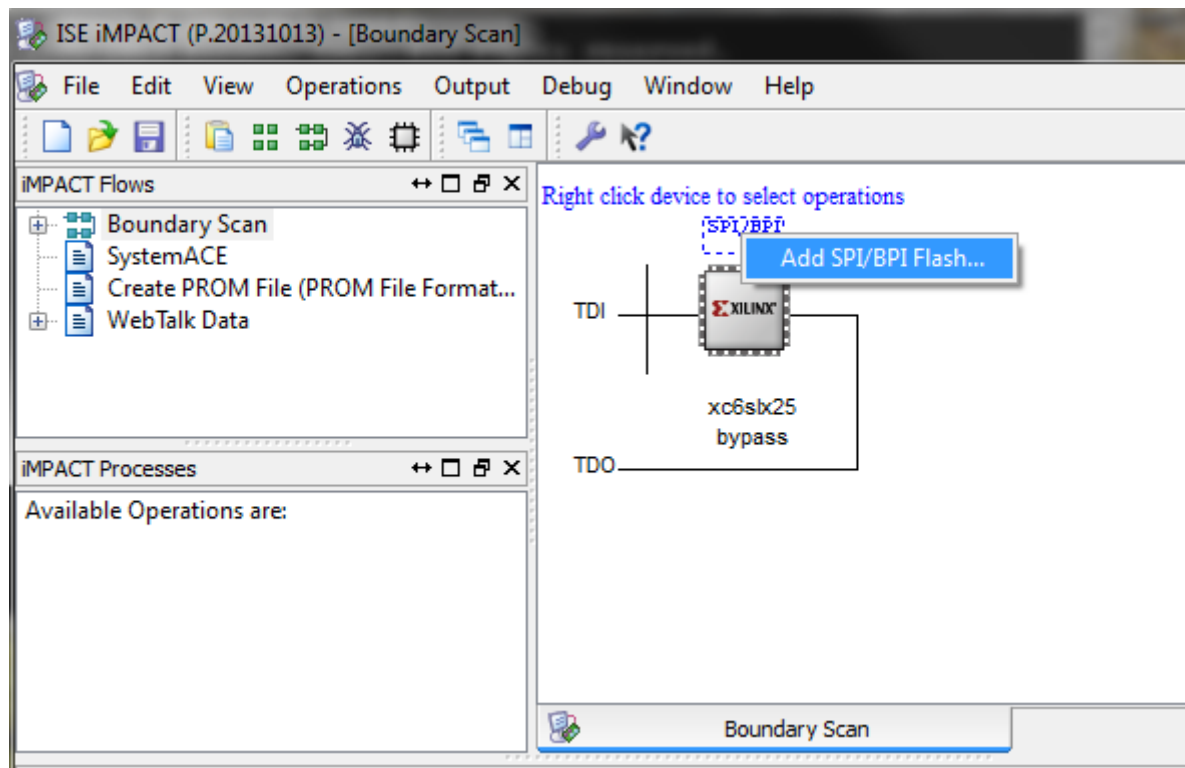 ISE iMPACT (P.20131013) - [Boundary Scan]
File Edit View Operations Output Debug Window Help
iMPACT Flows
Boundary Scan
SystemACE
Create PROM File (PROM File Format...
WebTalk Data
iMPACT Processes
Available Operations are:
Right click device to select operations
SPI/BPI
Add SPI/BPI Flash...
TDI
XILINX
xc6slx25
bypass
TDO
Boundary Scan